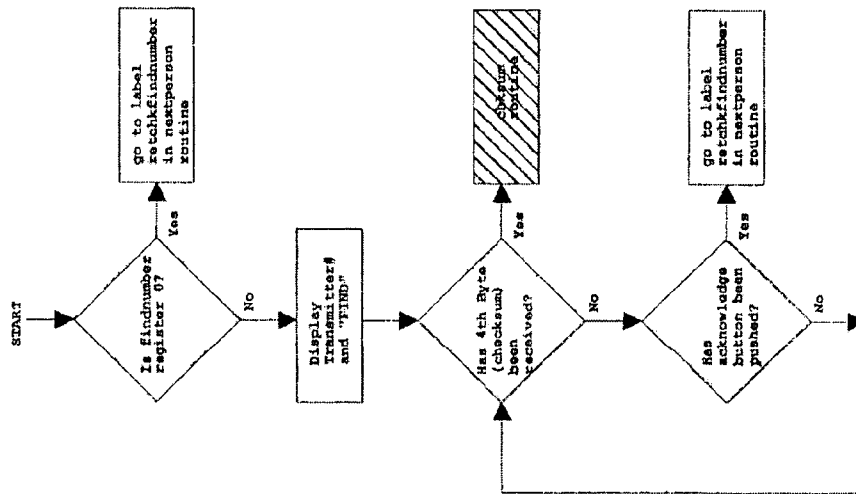 START
Is findnumber
register 0?
Yes
go to label
retchkfindnumber
in nextperson
routine
No
Display
Transmitter#
and "FIND"
Has 4th Byte
(checksum)
been
received?
Yes
chksum
routine
No
Has
acknowledge
button been
pushed?
Yes
go to label
retchkfindnumber
in nextperson
routine
No